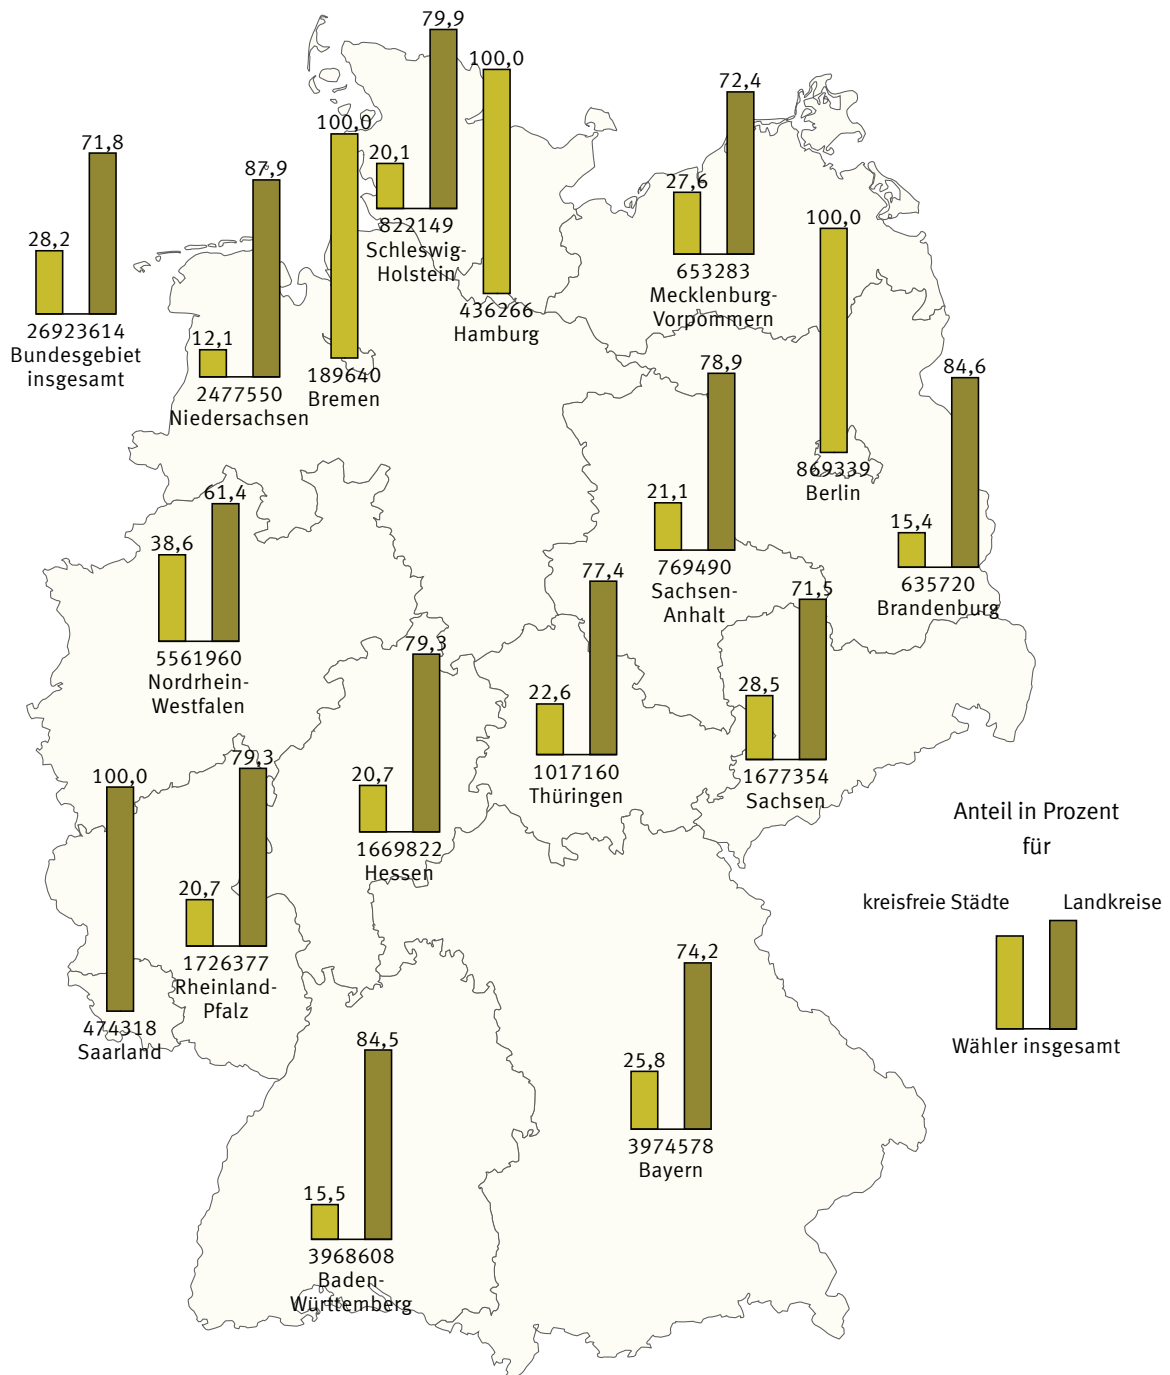 79,9
20,1
822149
Schleswig-
Holstein
100,0
436266
Hamburg
72,4
27,6
653283
Mecklenburg-
Vorpommern
71,8
28,2
26923614
Bundesgebiet
insgesamt
87,9
12,1
2477550
Niedersachsen
100,0
189640
Bremen
100,0
869339
Berlin
78,9
21,1
769490
Sachsen-
Anhalt
84,6
15,4
635720
Brandenburg
61,4
38,6
5561960
Nordrhein-
Westfalen
77,4
22,6
1017160
Thüringen
71,5
28,5
1677354
Sachsen
79,3
20,7
1669822
Hessen
100,0
474318
Saarland
79,3
20,7
1726377
Rheinland-
Pfalz
84,5
15,5
3968608
Baden-
Württemberg
74,2
25,8
3974578
Bayern
Anteil in Prozent
für
kreisfreie Städte Landkreise
Wähler insgesamt